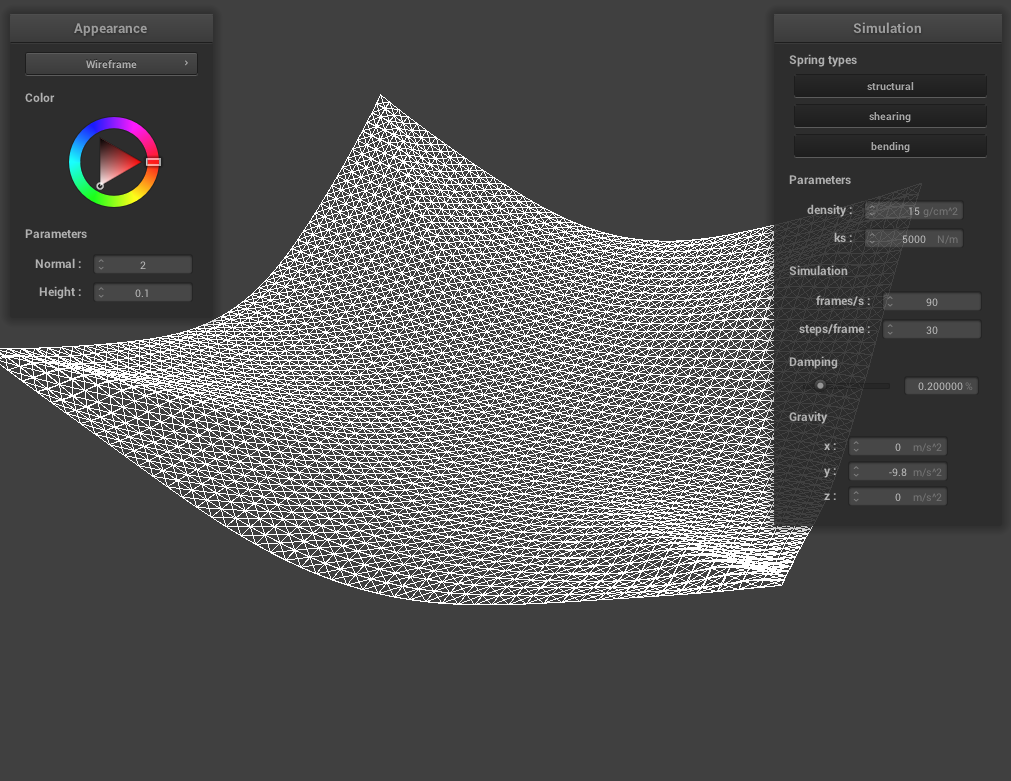 Appearance
Wireframe ›
Color
Parameters
Normal : 2
Height : 0.1
Simulation
Spring types
structural
shearing
bending
Parameters
density : 15 g/cm^2
ks : 5000 N/m
Simulation
frames/s : 90
steps/frame : 30
Damping
0.200000 %
Gravity
x : 0 m/s^2
y : -9.8 m/s^2
z : 0 m/s^2